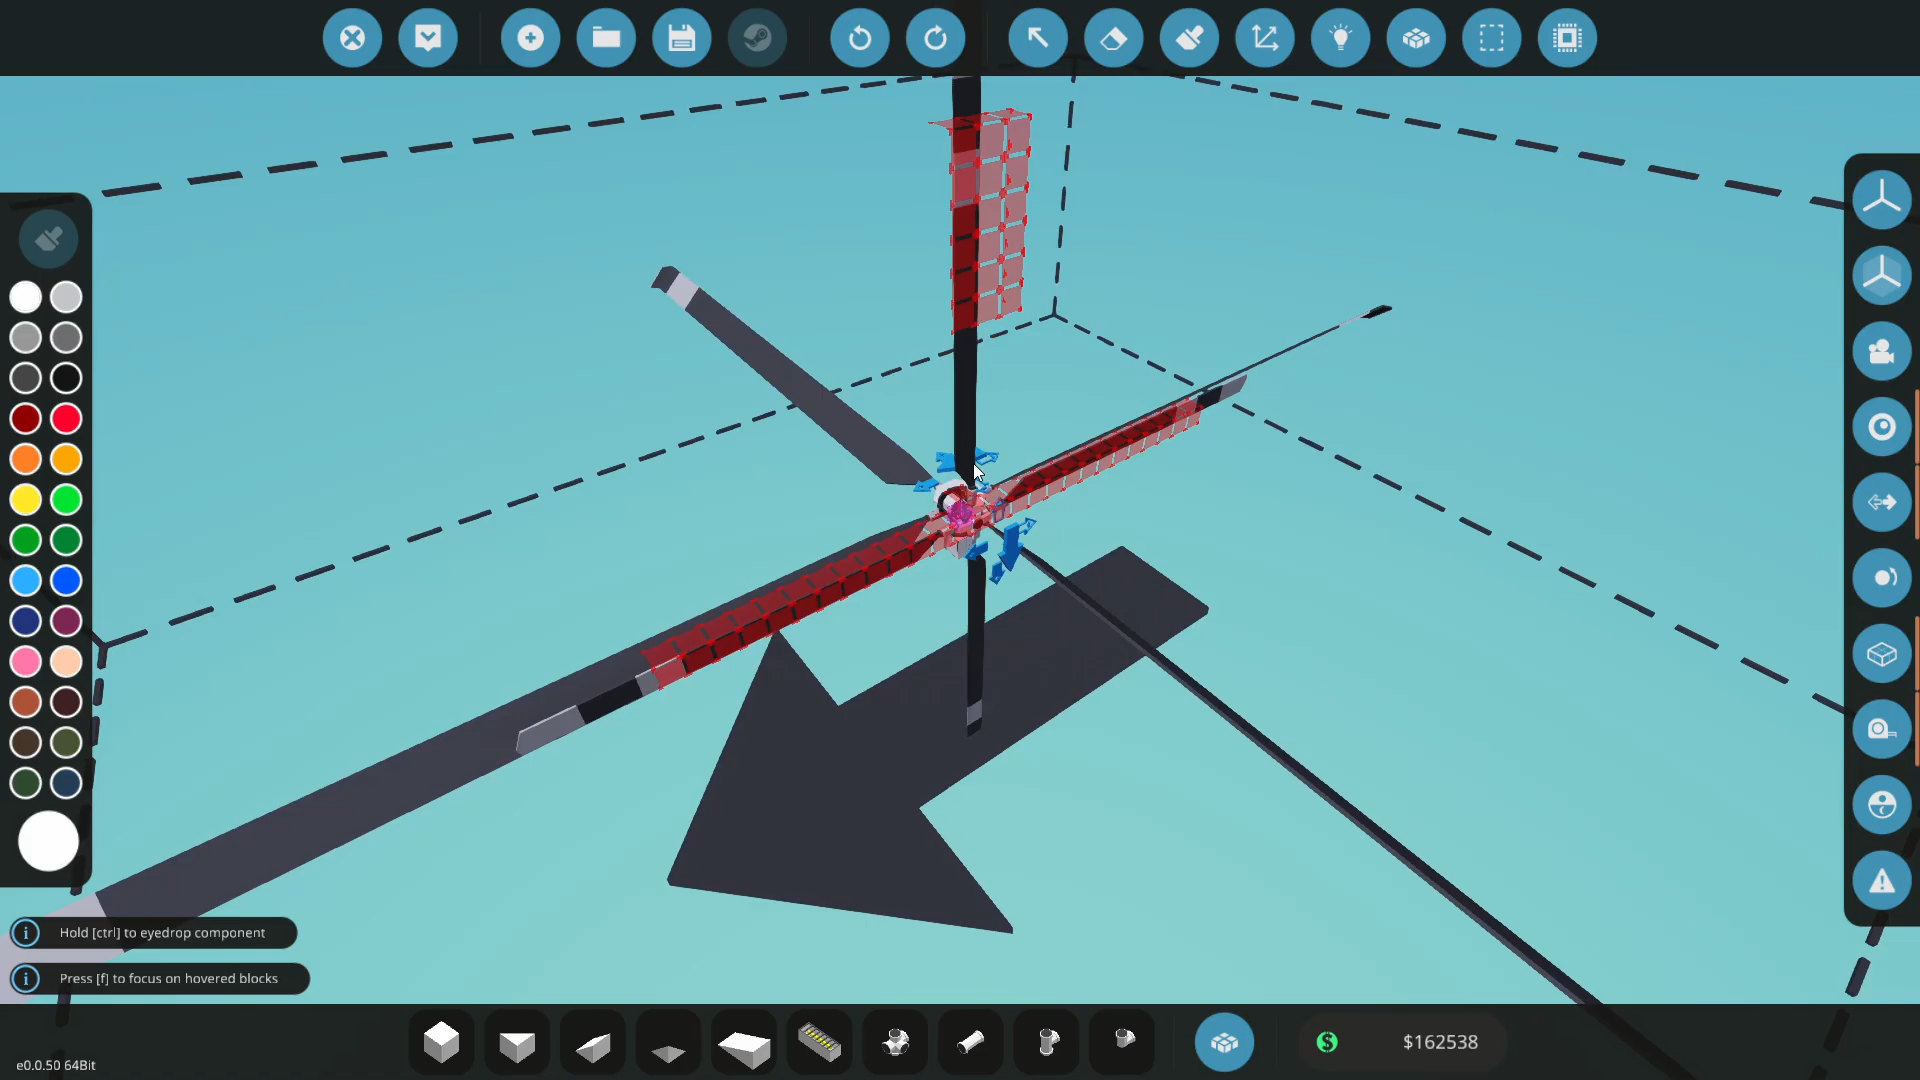 Hold [ctrl] to eyedrop component
Press [f] to focus on hovered blocks
$162538
e0.0.50 64Bit